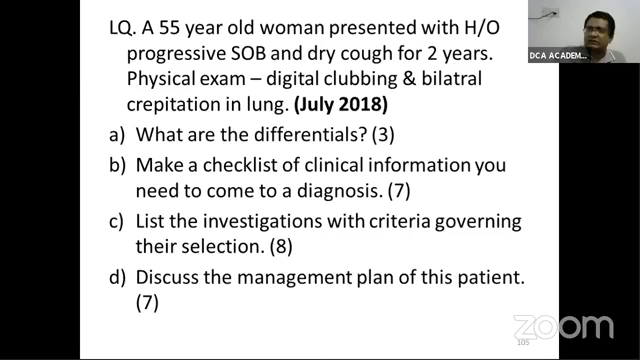 LQ. A 55 year old woman presented with H/O
progressive SOB and dry cough for 2 years.
Physical exam – digital clubbing & bilatral
crepitation in lung. (July 2018)
a) What are the differentials? (3)
b) Make a checklist of clinical information you
need to come to a diagnosis. (7)
c) List the investigations with criteria governing
their selection. (8)
d) Discuss the management plan of this patient.
(7)
DCA ACADEM...
zoom
105